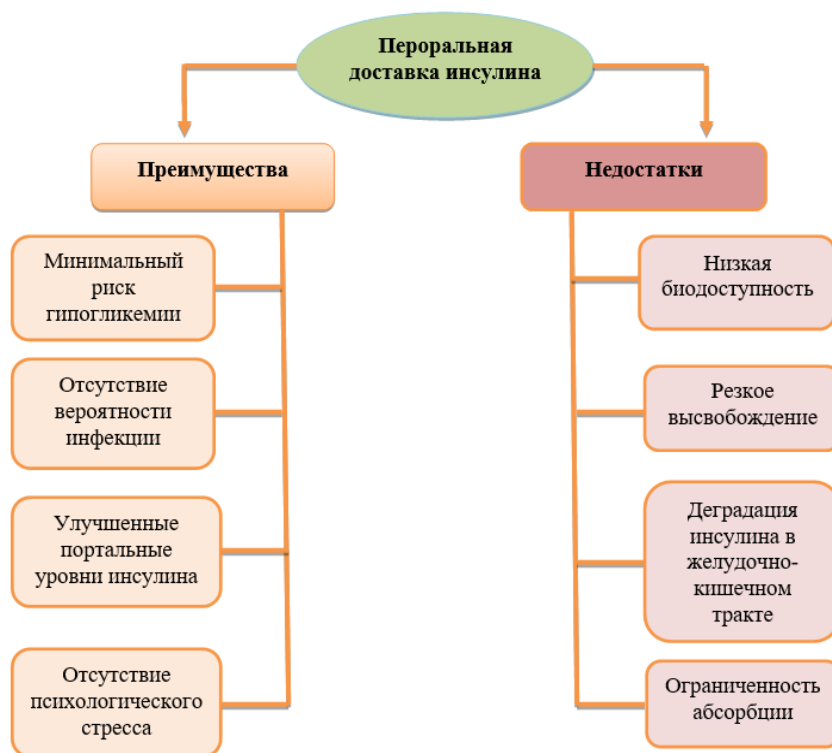 Пероральная
доставка инсулина
Преимущества
Минимальный
риск
гипогликемии
Отсутствие
вероятности
инфекции
Улучшенные
портальные
уровни инсулина
Отсутствие
психологического
стресса
Недостатки
Низкая
биодоступность
Резкое
высвобождение
Деградация
инсулина в
желудочно-
кишечном
тракте
Ограниченность
абсорбции